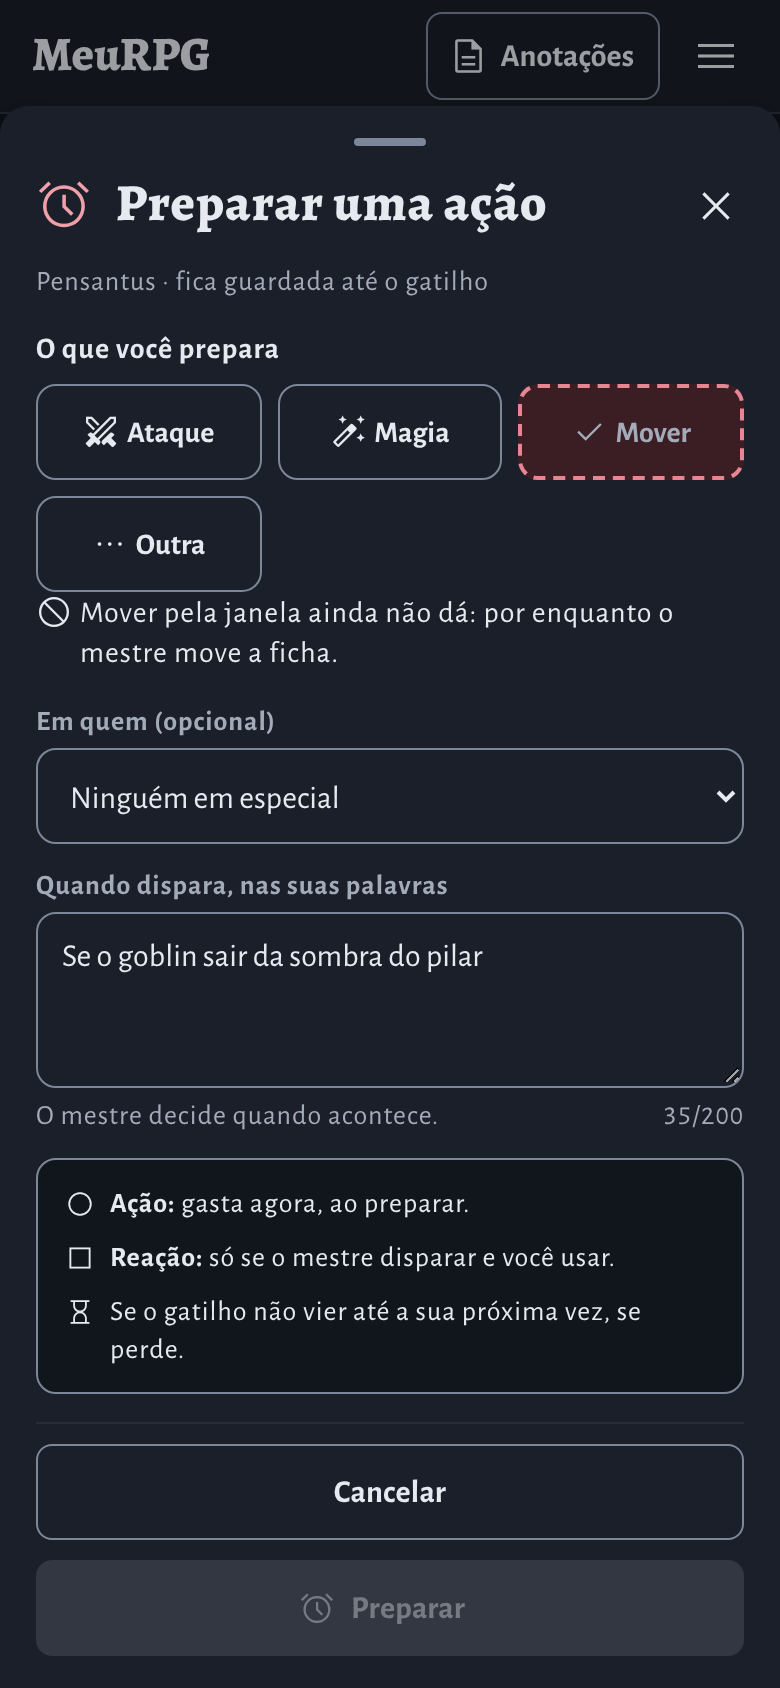 MeuRPG
Anotações
Preparar uma ação
Pensantus · fica guardada até o gatilho
O que você prepara
Ataque
Magia
Mover
Outra
Mover pela janela ainda não dá: por enquanto o
mestre move a ficha.
Em quem (opcional)
Ninguém em especial
Quando dispara, nas suas palavras
Se o goblin sair da sombra do pilar
O mestre decide quando acontece.
35/200
Ação: gasta agora, ao preparar.
Reação: só se o mestre disparar e você usar.
Se o gatilho não vier até a sua próxima vez, se
perde.
Cancelar
Preparar